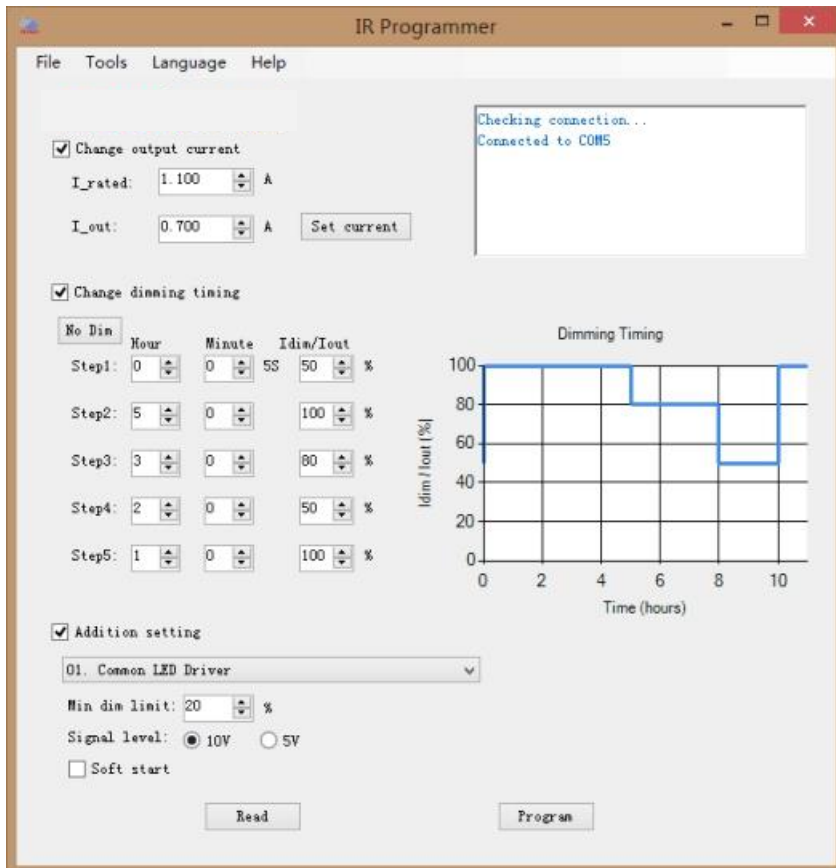 IR Programmer
File Tools Language Help
Checking connection...
Connected to COM5
Change output current
I_rated: 1.100 A
I_out: 0.700 A Set current
Change dimming timing
No Dim
Hour Minute Idim/Iout
Step1: 0 0 5S 50 %
Step2: 5 0 100 %
Step3: 3 0 80 %
Step4: 2 0 50 %
Step5: 1 0 100 %
Dimming Timing
100
80
60
40
20
0
Idim / Iout (%)
0 2 4 6 8 10
Time (hours)
Addition setting
01. Common LED Driver
Min dim limit: 20 %
Signal level: 10V 5V
Soft start
Read Program